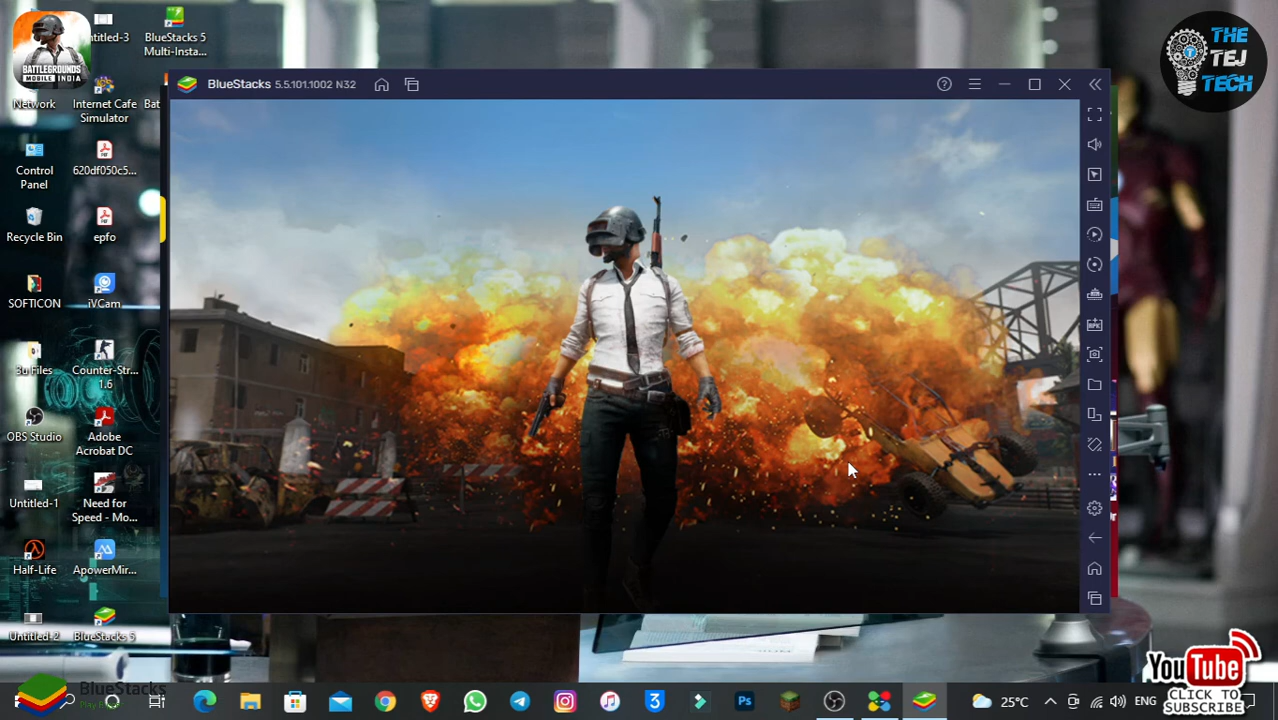 Untitled-3
BlueStacks 5
Multi-Insta...
BATTLEGROUNDS
MOBILE INDIA
Network
Internet Cafe
Simulator
Bat
THE
TEJ
TECH
BlueStacks 5.5.101.1002 N32
Control
Panel
620df050c5...
Recycle Bin
epfo
SOFTICON
iVCam
3u Files
Counter-Str...
1.6
OBS Studio
Adobe
Acrobat DC
Untitled-1
Need for
Speed - Mo...
Half-Life
ApowerMir...
Untitled-2
BlueStacks 5
BlueStacks
Ps
25°C
ENG
YouTube
CLICK TO
SUBSCRIBE